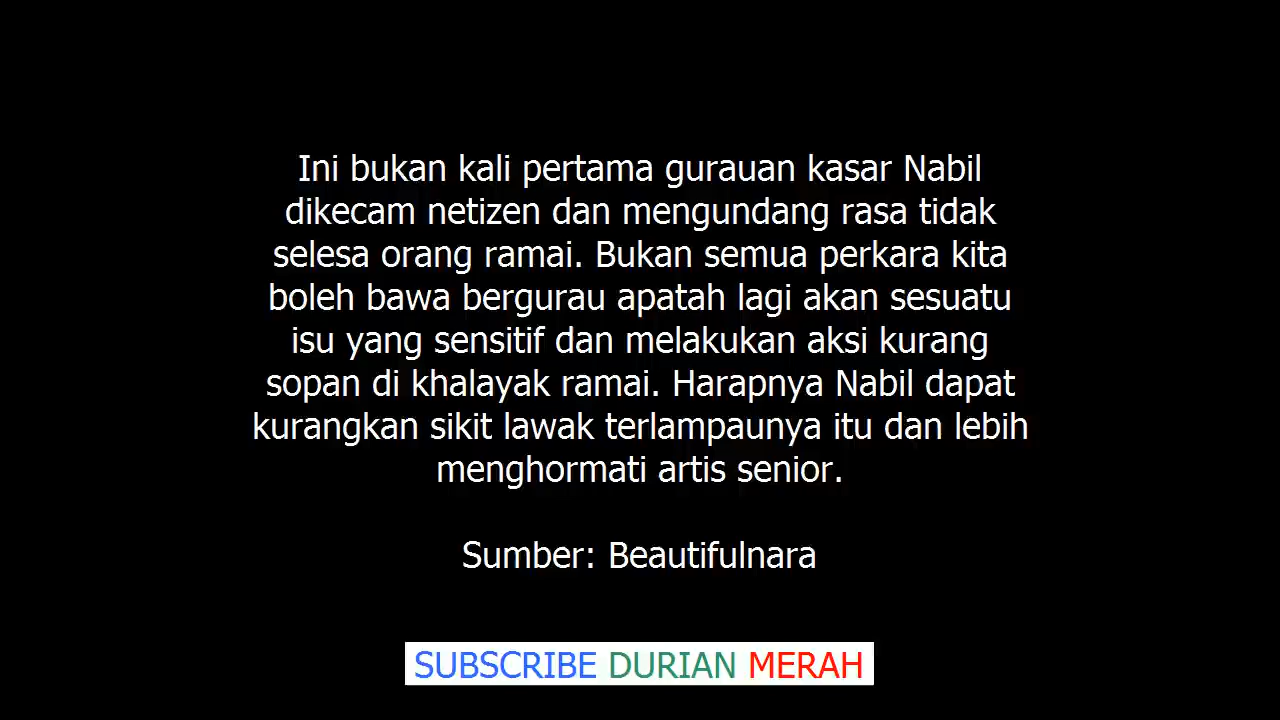 Ini bukan kali pertama gurauan kasar Nabil
dikecam netizen dan mengundang rasa tidak
selesa orang ramai. Bukan semua perkara kita
boleh bawa bergurau apatah lagi akan sesuatu
isu yang sensitif dan melakukan aksi kurang
sopan di khalayak ramai. Harapnya Nabil dapat
kurangkan sikit lawak terlampaunya itu dan lebih
menghormati artis senior.
Sumber: Beautifulnara
SUBSCRIBE DURIAN MERAH